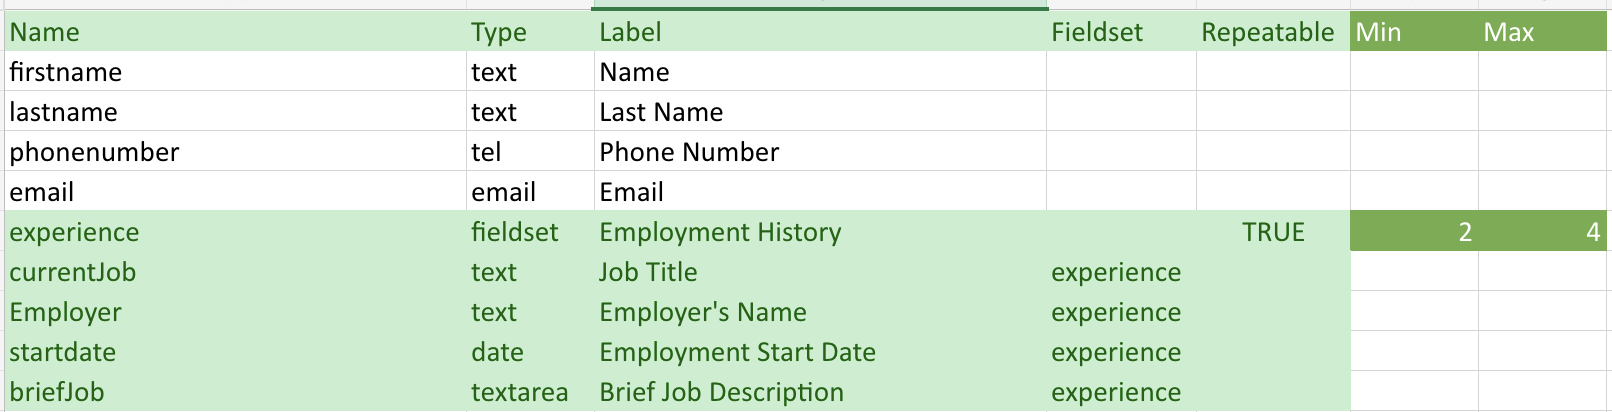 Name Type Label Fieldset Repeatable Min Max
firstname text Name
lastname text Last Name
phonenumber tel Phone Number
email email Email
experience fieldset Employment History TRUE 2 4
currentJob text Job Title experience
Employer text Employer's Name experience
startdate date Employment Start Date experience
briefJob textarea Brief Job Description experience